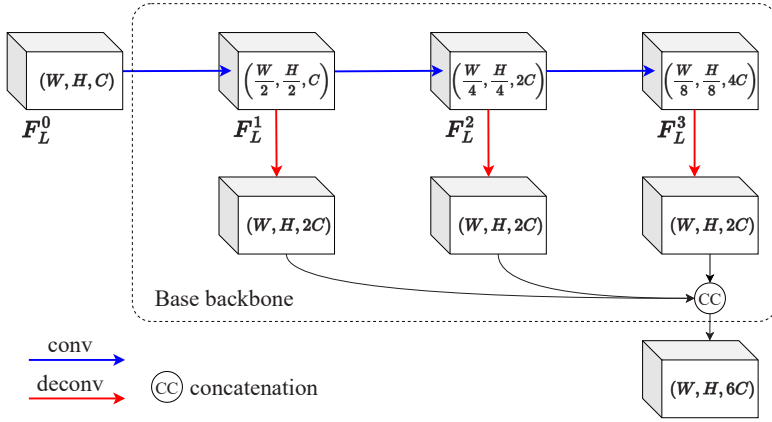 (W, H, C)
(W/2, H/2, C)
(W/4, H/4, 2C)
(W/8, H/8, 4C)
F_L^0
F_L^1
F_L^2
F_L^3
(W, H, 2C)
(W, H, 2C)
(W, H, 2C)
Base backbone
CC
conv
deconv
CC concatenation
(W, H, 6C)